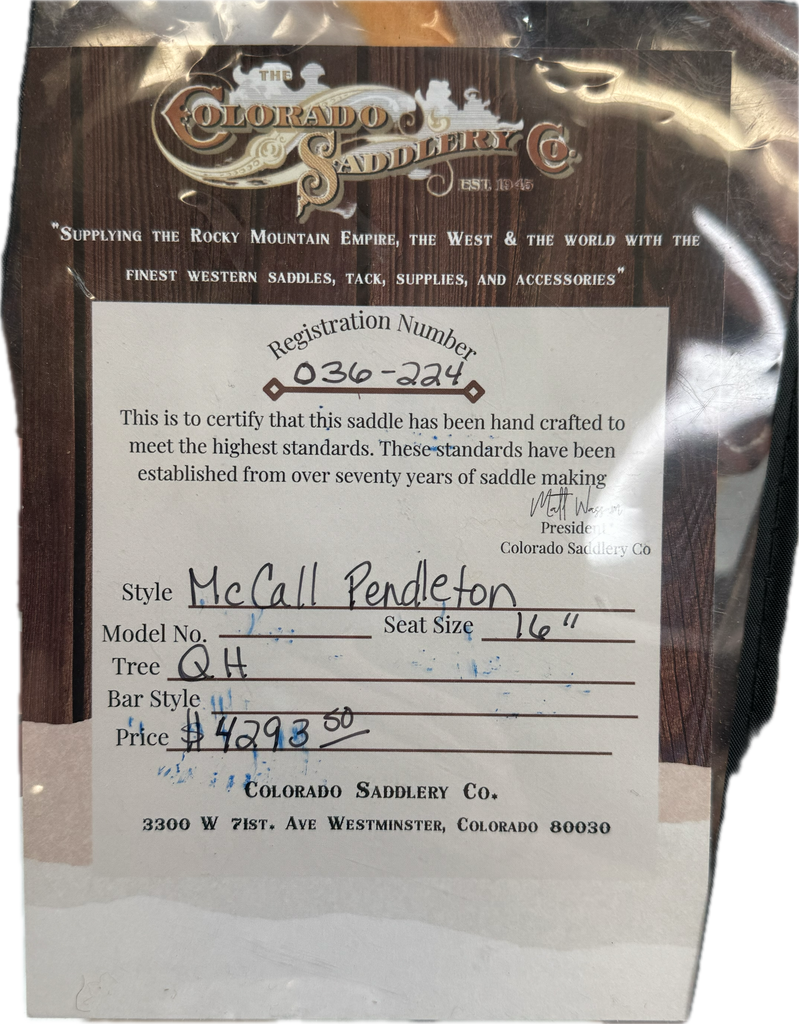 THE
COLORADO
SADDLERY CO.
EST. 1945
"SUPPLYING THE ROCKY MOUNTAIN EMPIRE, THE WEST & THE WORLD WITH THE
FINEST WESTERN SADDLES, TACK, SUPPLIES, AND ACCESSORIES"
Registration Number
036-224
This is to certify that this saddle has been hand crafted to
meet the highest standards. These standards have been
established from over seventy years of saddle making
Matt
President
Colorado Saddlery Co
Style McCall Pendleton
Model No. Seat Size 16"
Tree QH
Bar Style
Price $4293 50
COLORADO SADDLERY CO.
3300 W 71ST. AVE WESTMINSTER, COLORADO 80030